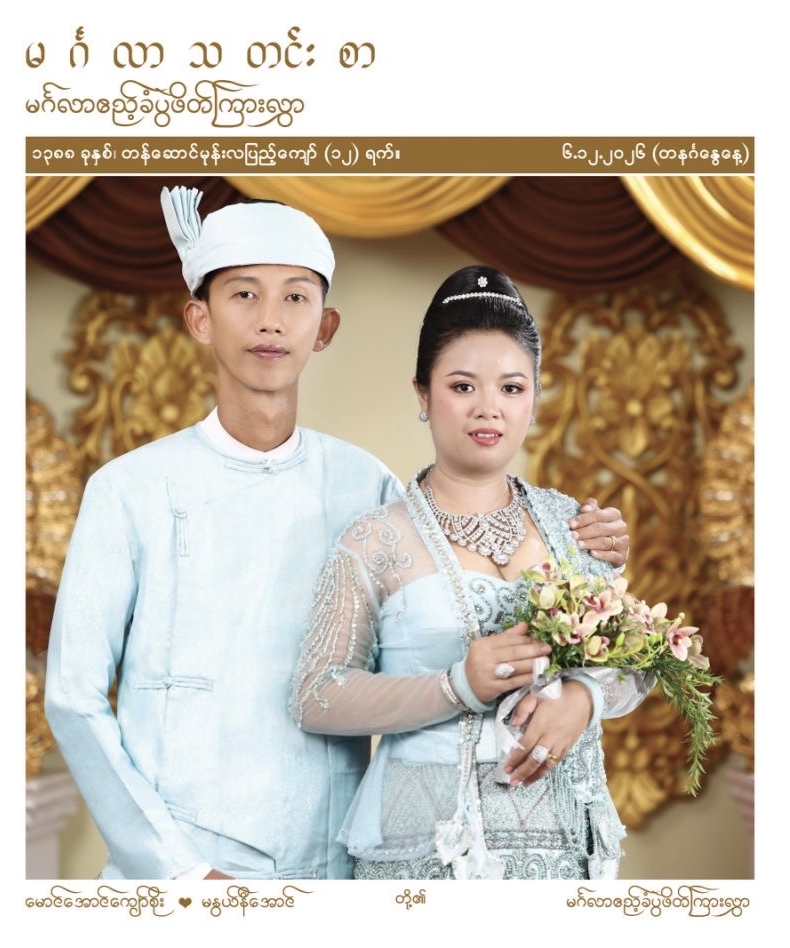 မင်္ဂလာသတင်းစာ
မင်္ဂလာဧည့်ခံပွဲဖိတ်ကြားလွှာ
၁၃၈၈ ခုနှစ်၊ တန်ဆောင်မုန်းလပြည့်ကျော် (၁၂) ရက်။ ၆.၁၂.၂၀၂၆ (တနင်္ဂနွေနေ့)
မောင်အောင်ကျော်စိုး ❤ မနွယ်နီအောင် တို့၏ မင်္ဂလာဧည့်ခံပွဲဖိတ်ကြားလွှာ